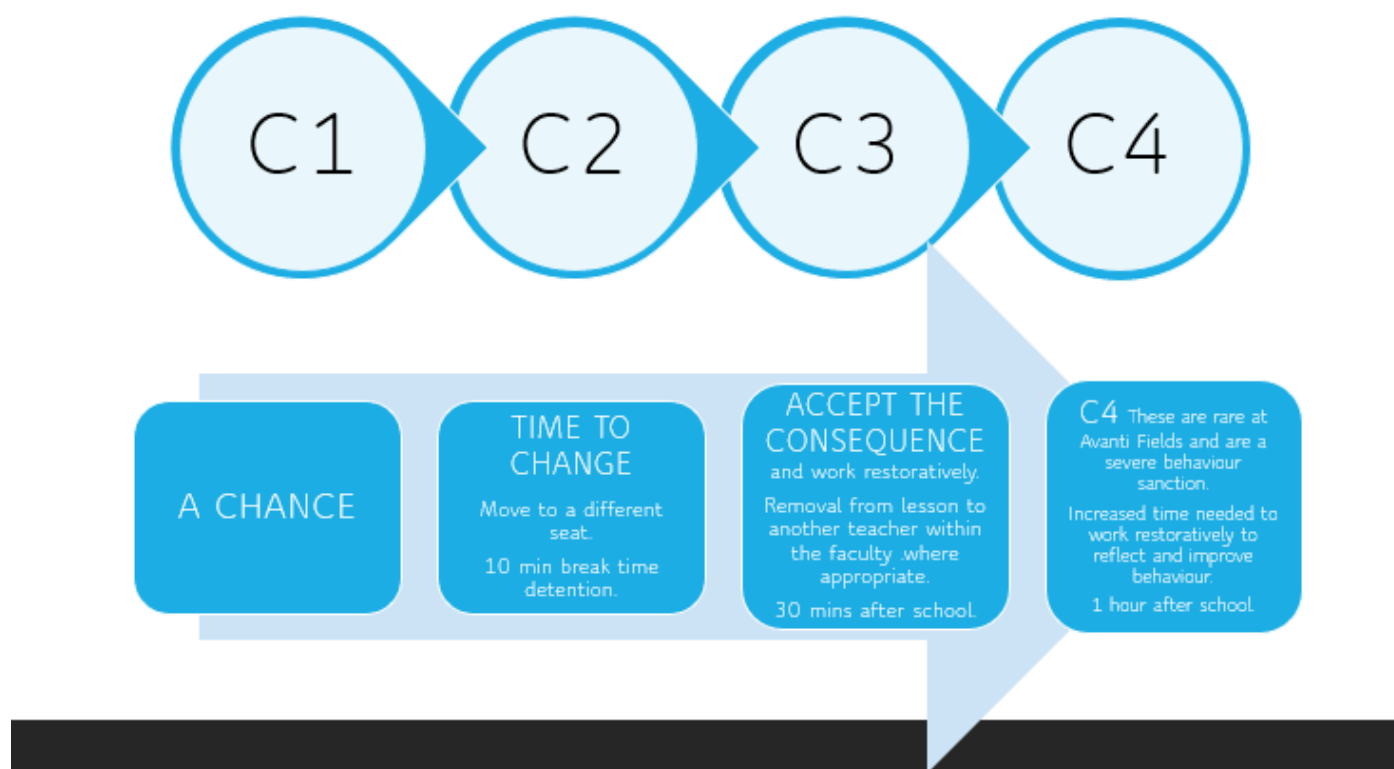 C1
C2
C3
C4
A CHANCE
TIME TO
CHANGE
Move to a different
seat.
10 min break time
detention.
ACCEPT THE
CONSEQUENCE
and work restoratively.
Removal from lesson to
another teacher within
the faculty .where
appropriate.
30 mins after school.
C4 These are rare at
Avanti Fields and are a
severe behaviour
sanction.
Increased time needed to
work restoratively to
reflect and improve
behaviour.
1 hour after school.